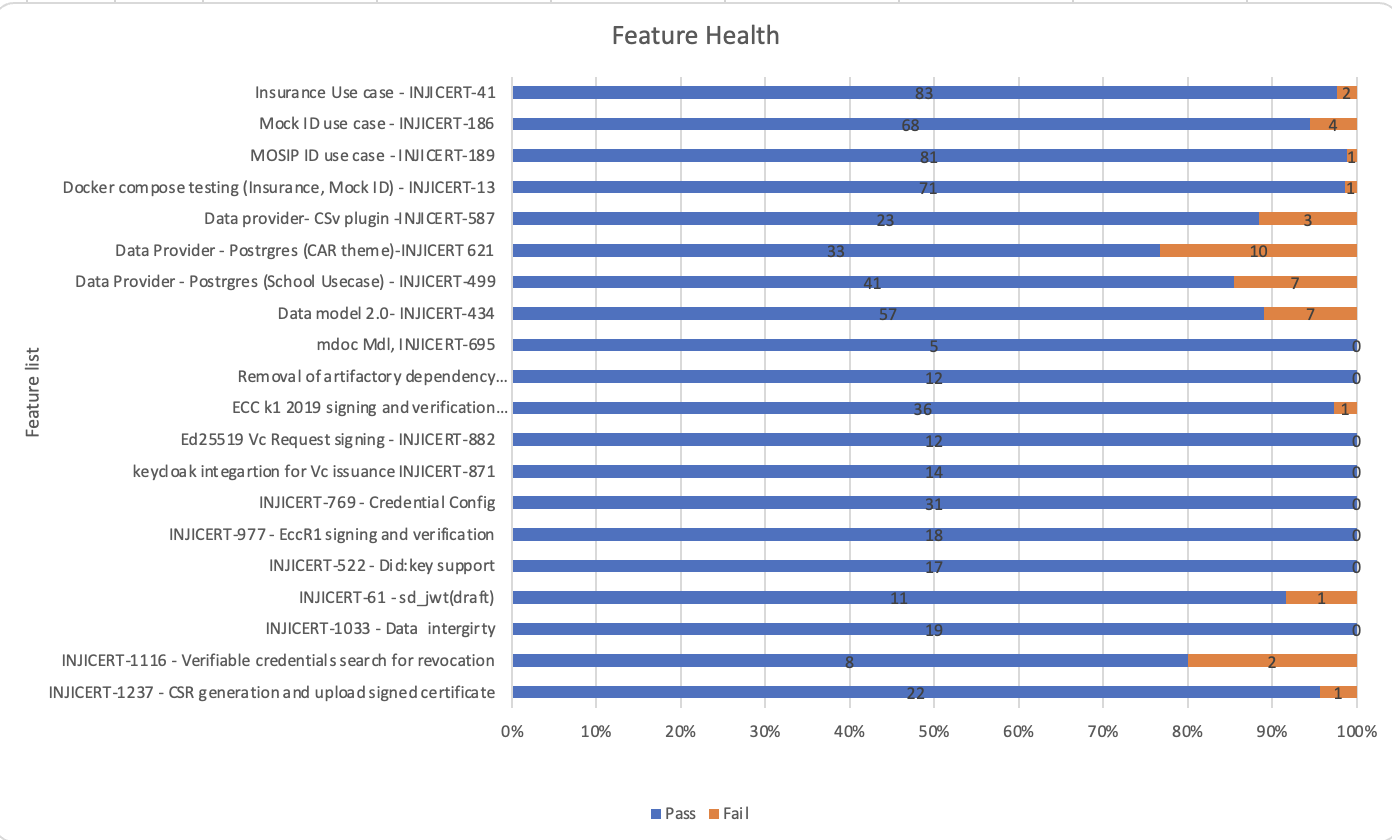 Feature Health
Feature list
Insurance Use case - INJICERT-41 83 2
Mock ID use case - INJICERT-186 68 4
MOSIP ID use case - INJICERT-189 81 1
Docker compose testing (Insurance, Mock ID) - INJICERT-13 71 1
Data provider- CSv plugin -INJICERT-587 23 3
Data Provider - Postrgres (CAR theme)-INJICERT 621 33 10
Data Provider - Postrgres (School Usecase) - INJICERT-499 41 7
Data model 2.0- INJICERT-434 57 7
mdoc Mdl, INJICERT-695 5 0
Removal of artifactory dependency... 12 0
ECC k1 2019 signing and verification... 36 1
Ed25519 Vc Request signing - INJICERT-882 12 0
keycloak integartion for Vc issuance INJICERT-871 14 0
INJICERT-769 - Credential Config 31 0
INJICERT-977 - EccR1 signing and verification 18 0
INJICERT-522 - Did:key support 17 0
INJICERT-61 - sd_jwt(draft) 11 1
INJICERT-1033 - Data  intergirty 19 0
INJICERT-1116 - Verifiable credentials search for revocation 8 2
INJICERT-1237 - CSR generation and upload signed certificate 22 1
0% 10% 20% 30% 40% 50% 60% 70% 80% 90% 100%
Pass Fail